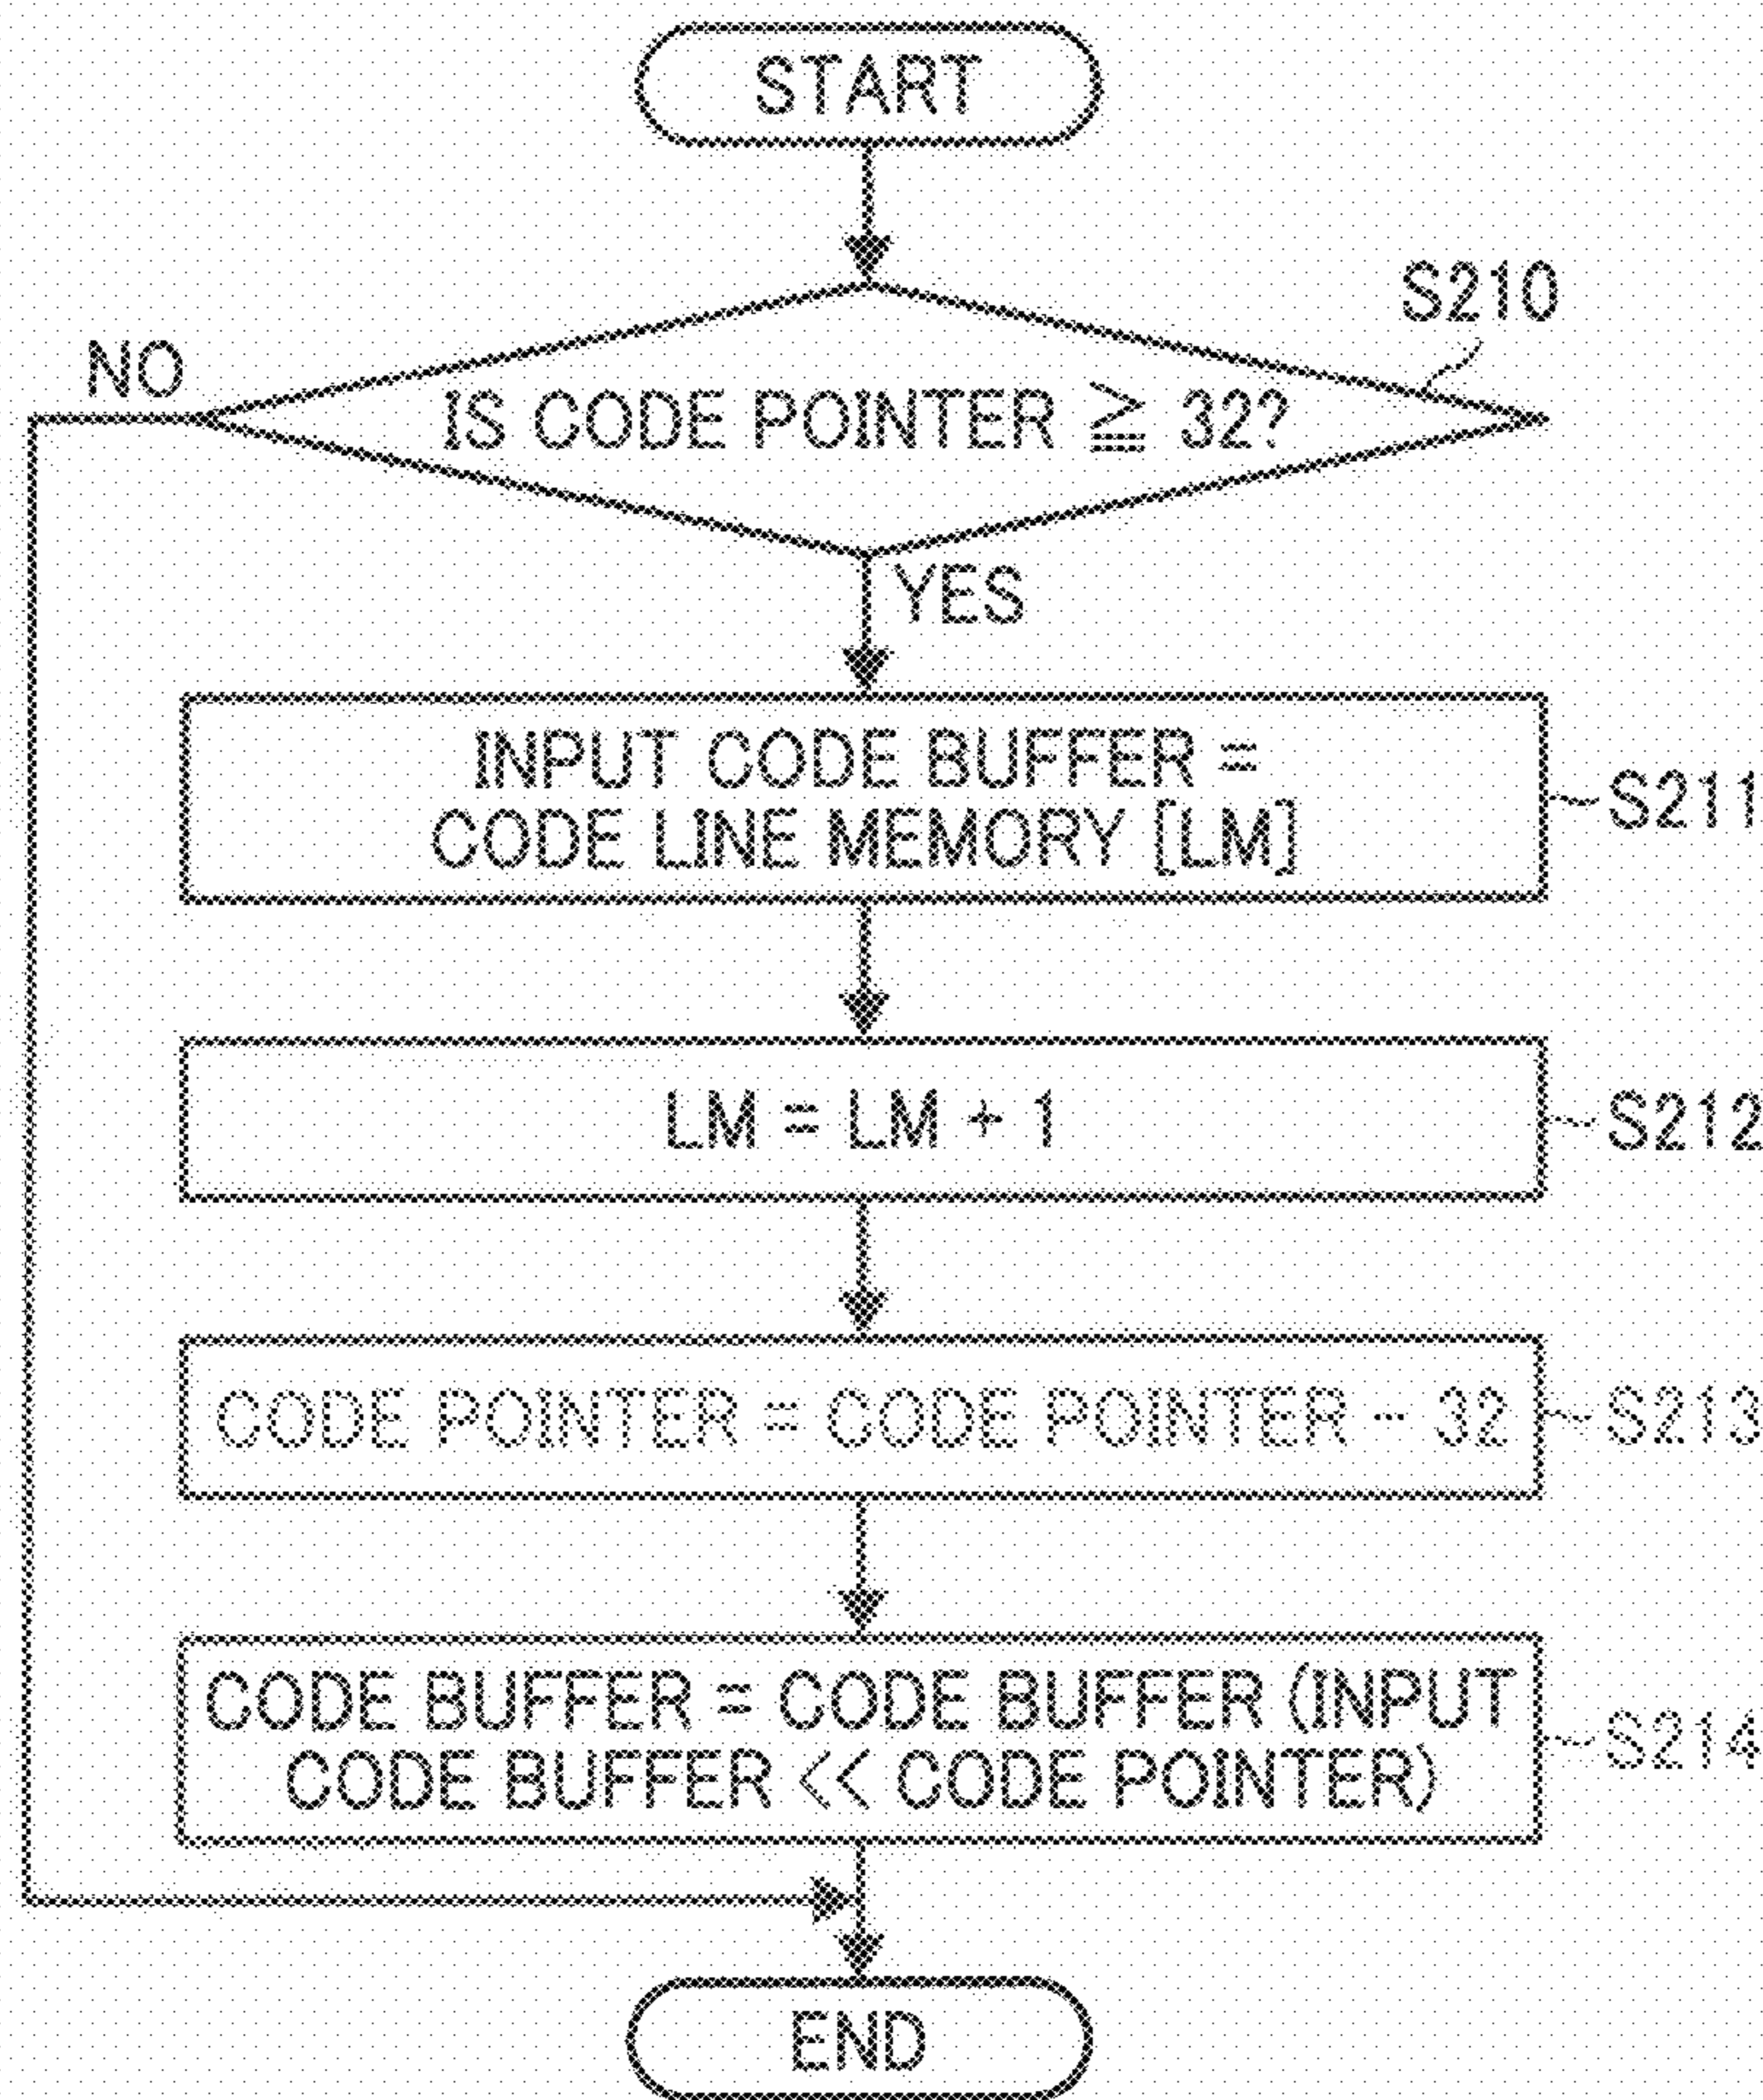 START
S210
NO
IS CODE POINTER ≧ 32?
YES
INPUT CODE BUFFER =
CODE LINE MEMORY [LM]
S211
LM = LM + 1
S212
CODE POINTER = CODE POINTER - 32
S213
CODE BUFFER = CODE BUFFER (INPUT
CODE BUFFER << CODE POINTER)
S214
END